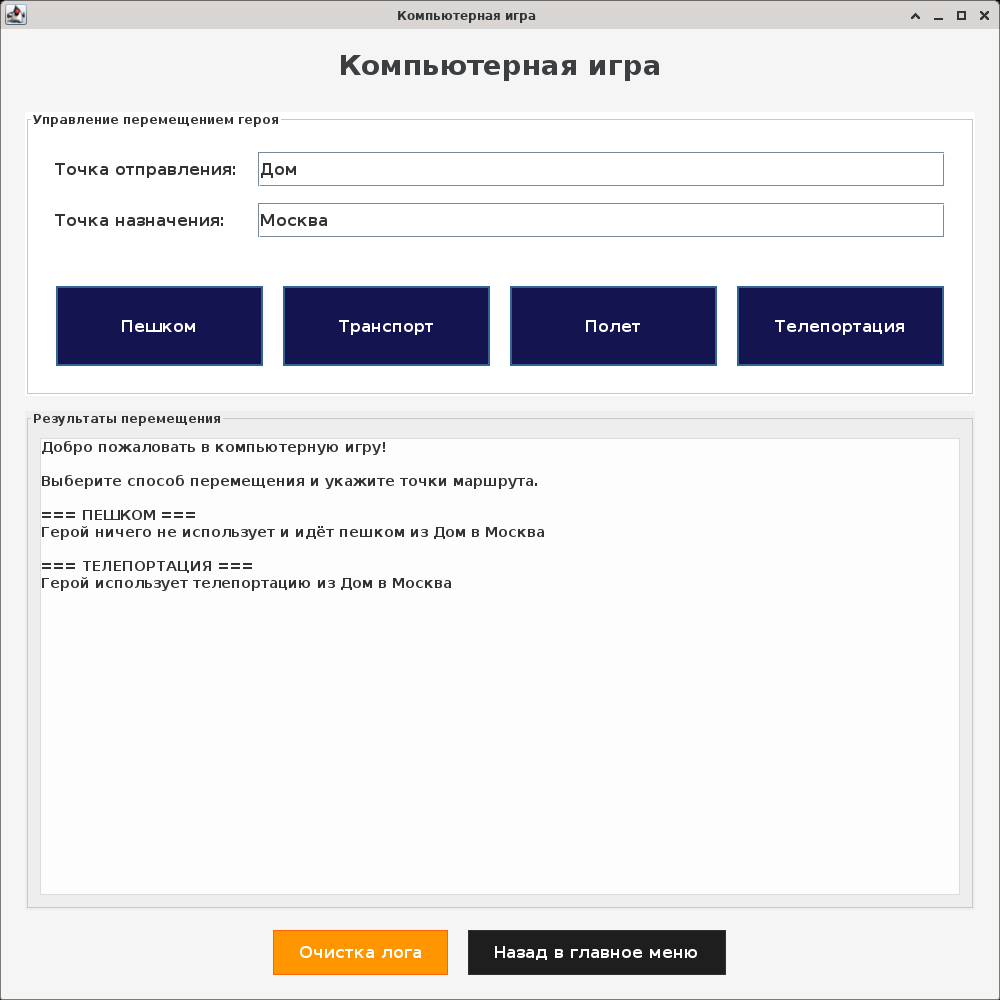 Компьютерная игра
Компьютерная игра
Управление перемещением героя
Точка отправления: Дом
Точка назначения: Москва
Пешком Транспорт Полет Телепортация
Результаты перемещения
Добро пожаловать в компьютерную игру!
Выберите способ перемещения и укажите точки маршрута.
=== ПЕШКОМ ===
Герой ничего не использует и идёт пешком из Дом в Москва
=== ТЕЛЕПОРТАЦИЯ ===
Герой использует телепортацию из Дом в Москва
Очистка лога Назад в главное меню